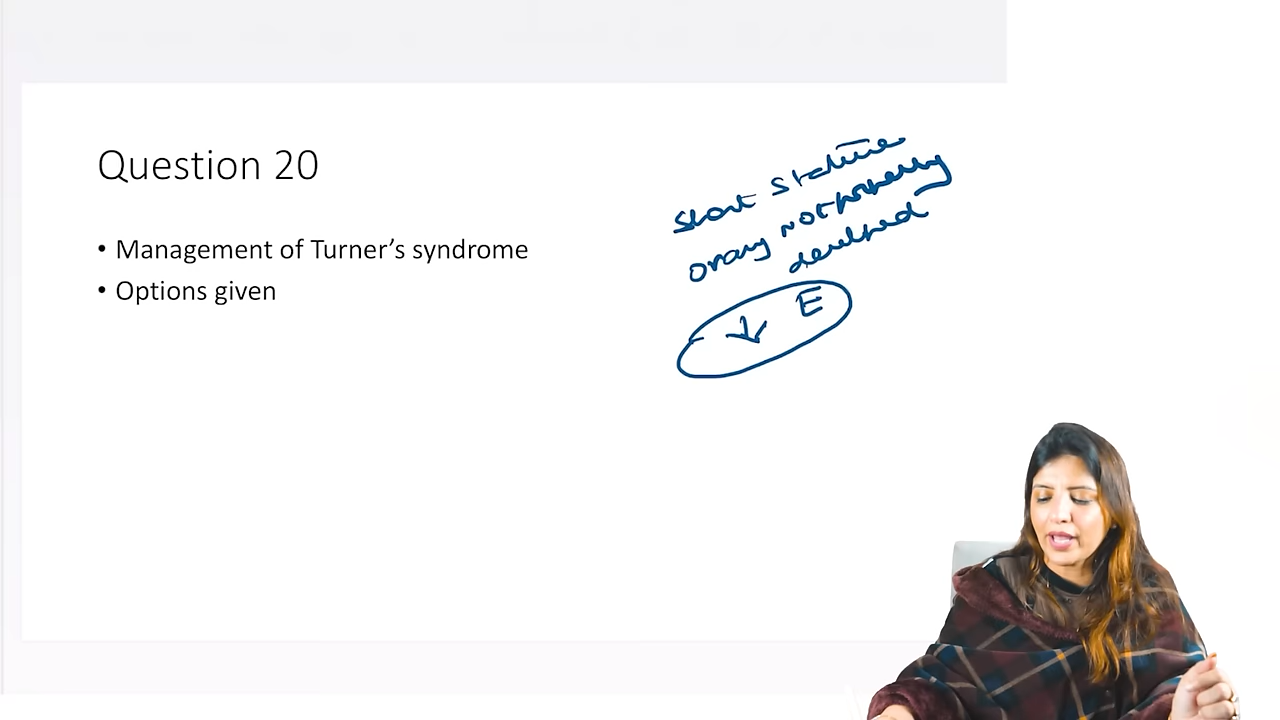 Question 20
• Management of Turner’s syndrome
• Options given
Short Stature
Ovary not properly
developed
↓ E